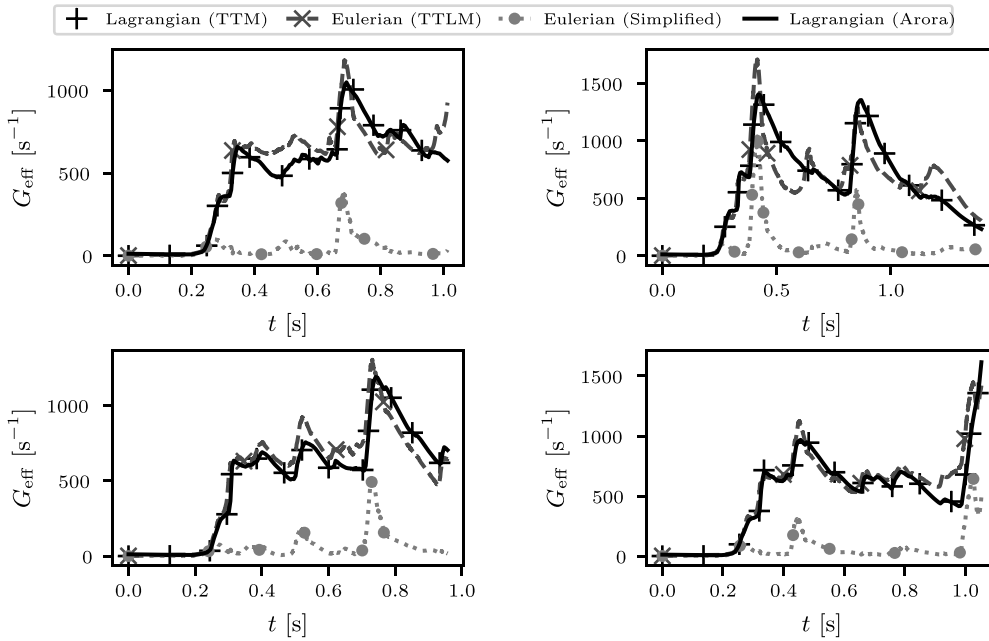 Lagrangian (TTM) Eulerian (TTLM) Eulerian (Simplified) Lagrangian (Arora)
1000
500
0
G_eff [s⁻¹]
0.0 0.2 0.4 0.6 0.8 1.0
t [s]
1500
1000
500
0
G_eff [s⁻¹]
0.5 1.0
t [s]
1000
500
0
G_eff [s⁻¹]
0.0 0.2 0.4 0.6 0.8 1.0
t [s]
1500
1000
500
0
G_eff [s⁻¹]
0.0 0.2 0.4 0.6 0.8 1.0
t [s]